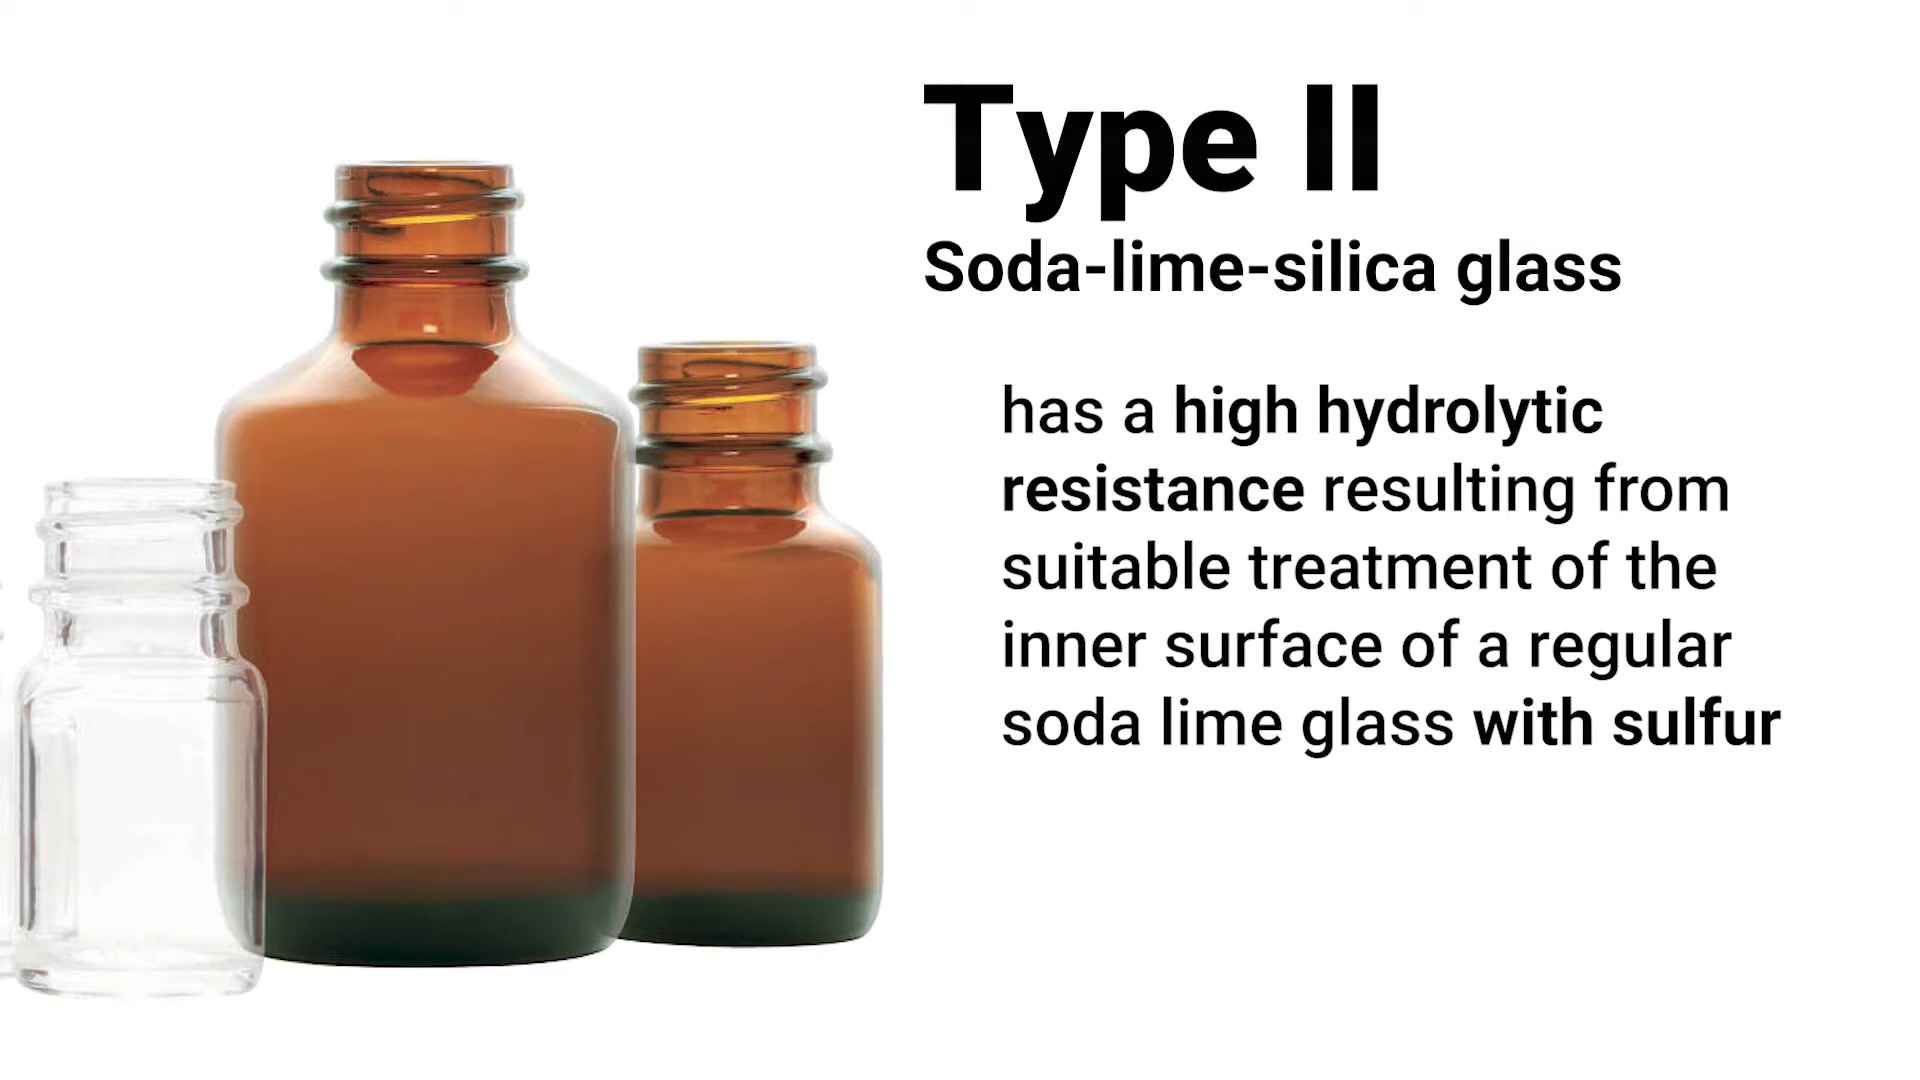 Type II
Soda-lime-silica glass
has a high hydrolytic
resistance resulting from
suitable treatment of the
inner surface of a regular
soda lime glass with sulfur